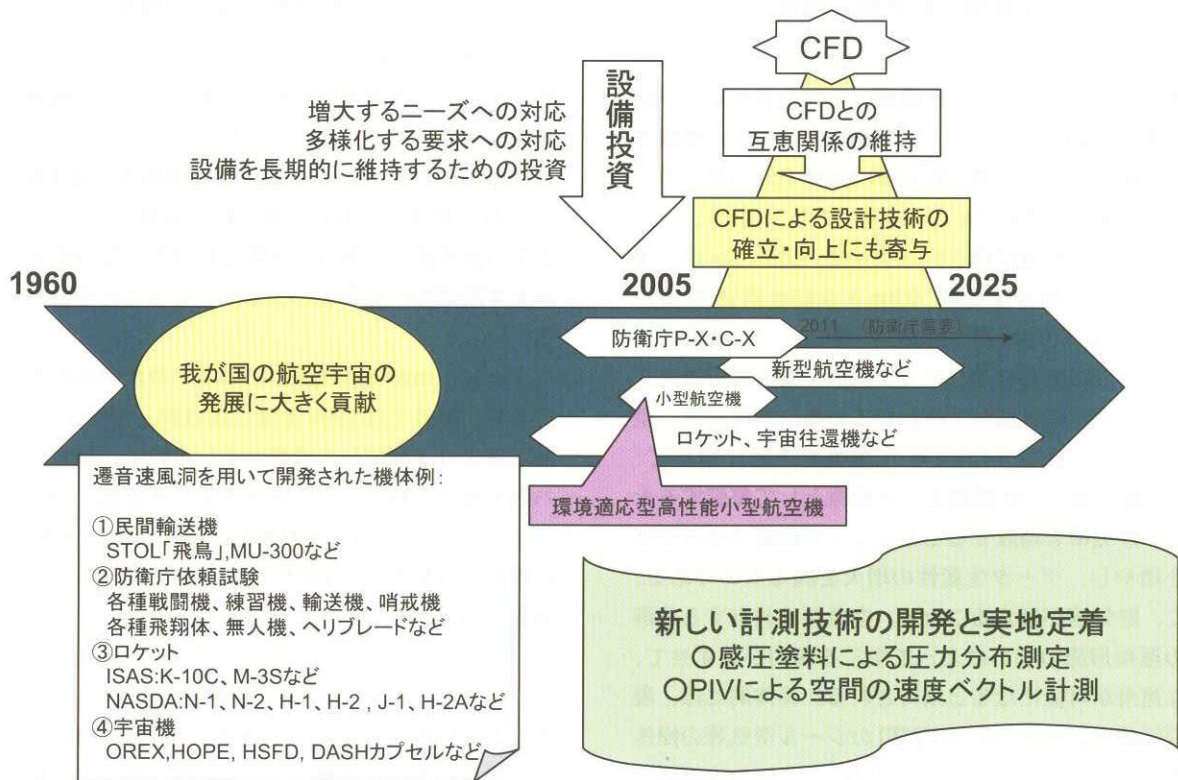 CFD
設備投資
増大するニーズへの対応
多様化する要求への対応
設備を長期的に維持するための投資
CFDとの
互恵関係の維持
CFDによる設計技術の
確立・向上にも寄与
1960
2005
2025
我が国の航空宇宙の
発展に大きく貢献
防衛庁P-X・C-X
2011 (防衛庁需要)
新型航空機など
小型航空機
ロケット、宇宙往還機など
環境適応型高性能小型航空機
遷音速風洞を用いて開発された機体例:
①民間輸送機
STOL「飛鳥」,MU-300など
②防衛庁依頼試験
各種戦闘機、練習機、輸送機、哨戒機
各種飛翔体、無人機、ヘリブレードなど
③ロケット
ISAS:K-10C、M-3Sなど
NASDA:N-1、N-2、H-1、H-2 , J-1、H-2Aなど
④宇宙機
OREX,HOPE, HSFD, DASHカプセルなど
新しい計測技術の開発と実地定着
○感圧塗料による圧力分布測定
○PIVによる空間の速度ベクトル計測